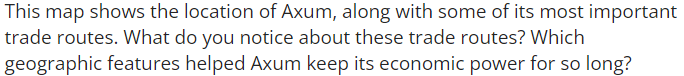 This map shows the location of Axum, along with some of its most important
trade routes. What do you notice about these trade routes? Which
geographic features helped Axum keep its economic power for so long?